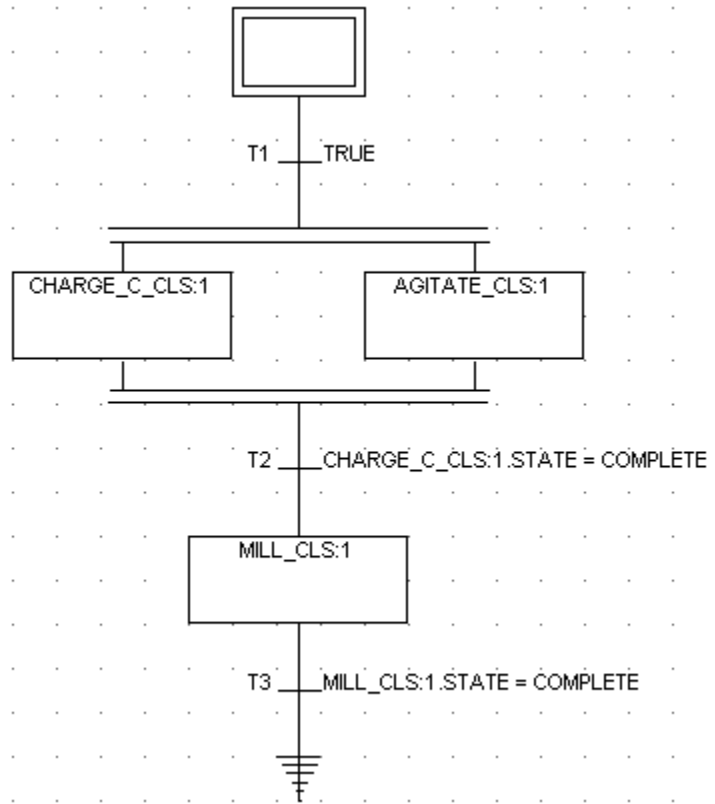 T1 TRUE
CHARGE_C_CLS:1 AGITATE_CLS:1
T2 CHARGE_C_CLS:1.STATE = COMPLETE
MILL_CLS:1
T3 MILL_CLS:1.STATE = COMPLETE